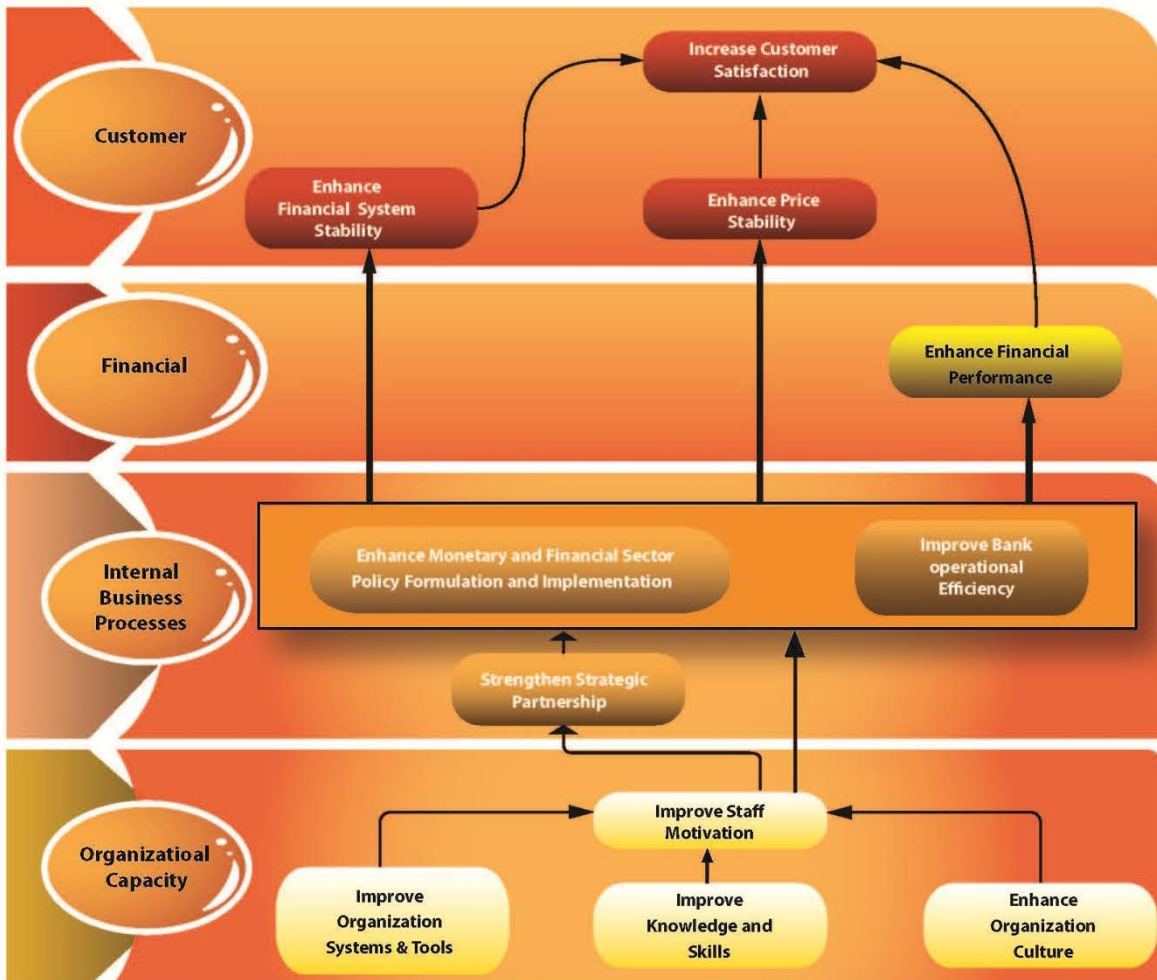 Increase Customer
Satisfaction
Customer
Enhance
Financial System
Stability
Enhance Price
Stability
Financial
Enhance Financial
Performance
Internal
Business
Processes
Enhance Monetary and Financial Sector
Policy Formulation and Implementation
Improve Bank
operational
Efficiency
Strengthen Strategic
Partnership
Organizatioal
Capacity
Improve Staff
Motivation
Improve
Organization
Systems & Tools
Improve
Knowledge and
Skills
Enhance
Organization
Culture